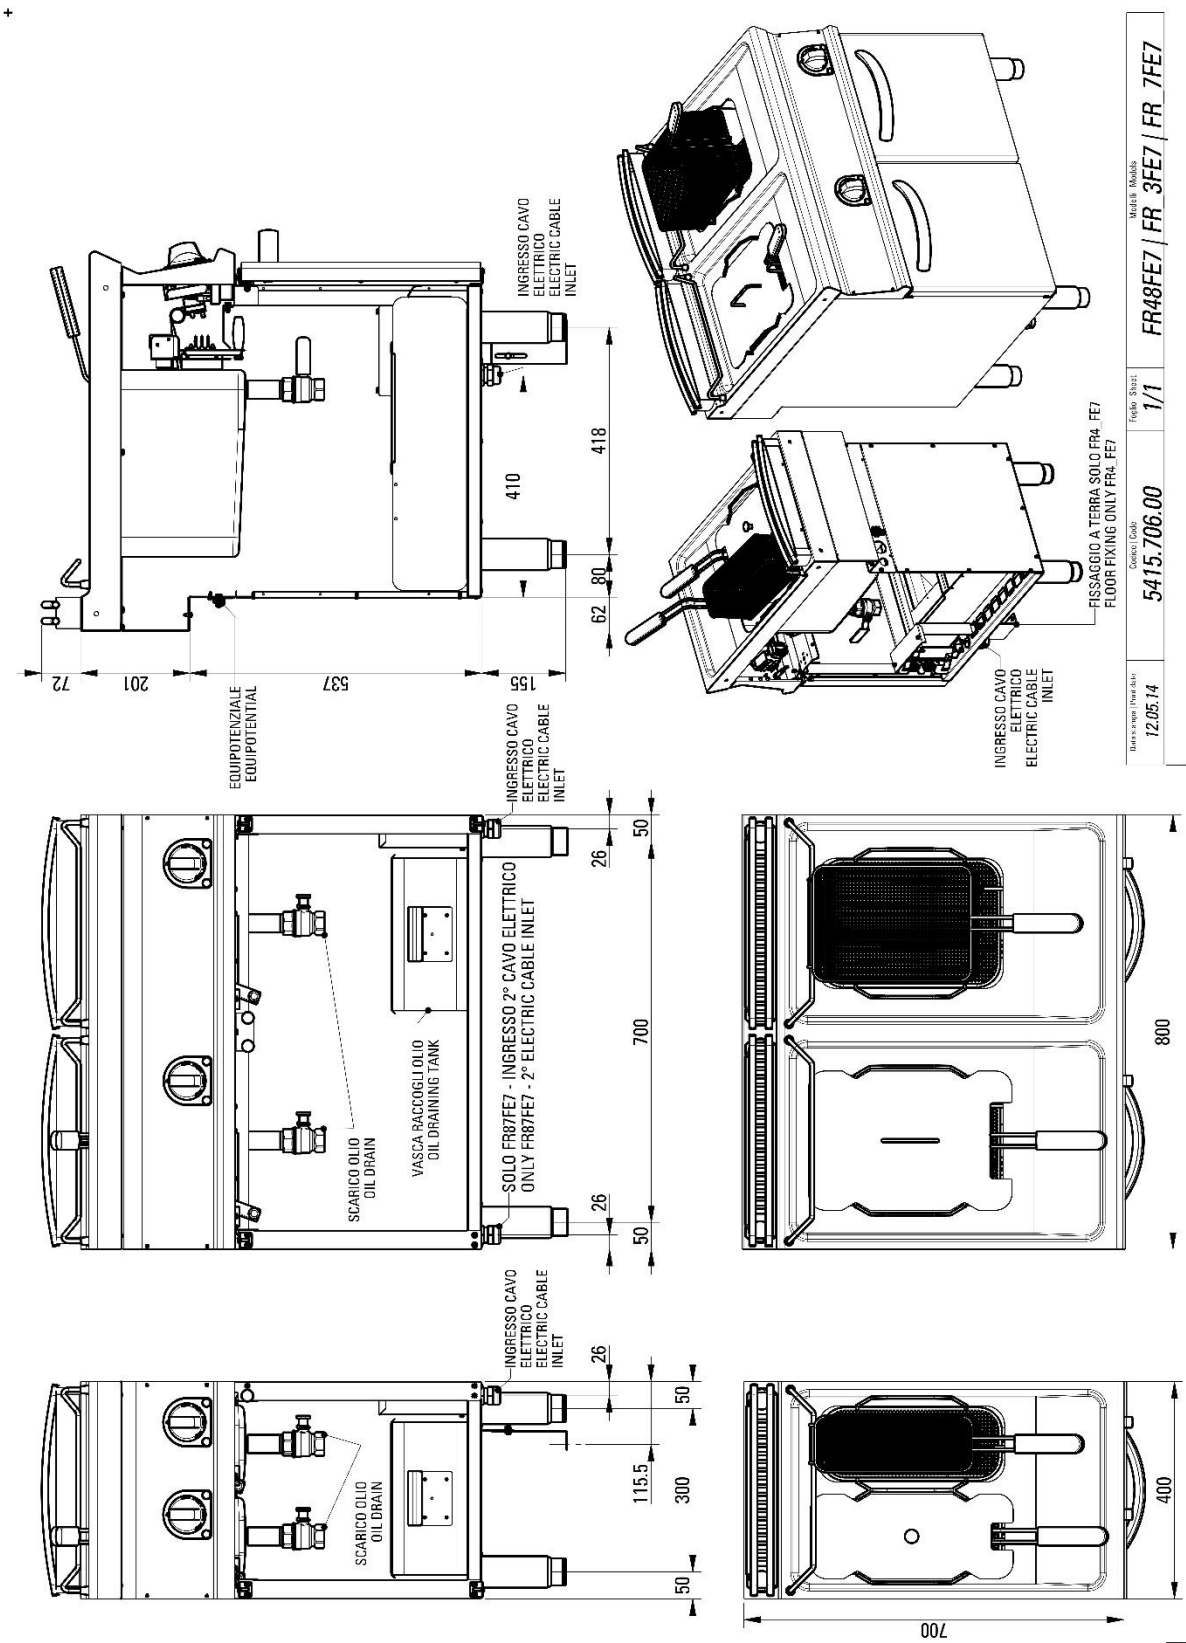 +
SCARICO OLIO
OIL DRAIN
INGRESSO CAVO
ELETTRICO
ELECTRIC CABLE
INLET
26
115.5
50
300
50
SCARICO OLIO
OIL DRAIN
VASCA RACCOGLI OLIO
OIL DRAINING TANK
SOLO FR87FE7 - INGRESSO 2° CAVO ELETTRICO
ONLY FR87FE7 - 2° ELECTRIC CABLE INLET
INGRESSO CAVO
ELETTRICO
ELECTRIC CABLE
INLET
26
26
50
700
50
72
201
537
155
EQUIPOTENZIALE
EQUIPOTENTIAL
INGRESSO CAVO
ELETTRICO
ELECTRIC CABLE
INLET
410
62
80
418
700
400
800
INGRESSO CAVO
ELETTRICO
ELECTRIC CABLE
INLET
FISSAGGIO A TERRA SOLO FR4_FE7
FLOOR FIXING ONLY FR4_FE7
Data stampa | Print date
12.05.14
Codice | Code
5415.706.00
Foglio Sheet
1/1
Modelli Models
FR48FE7 | FR_3FE7 | FR_7FE7